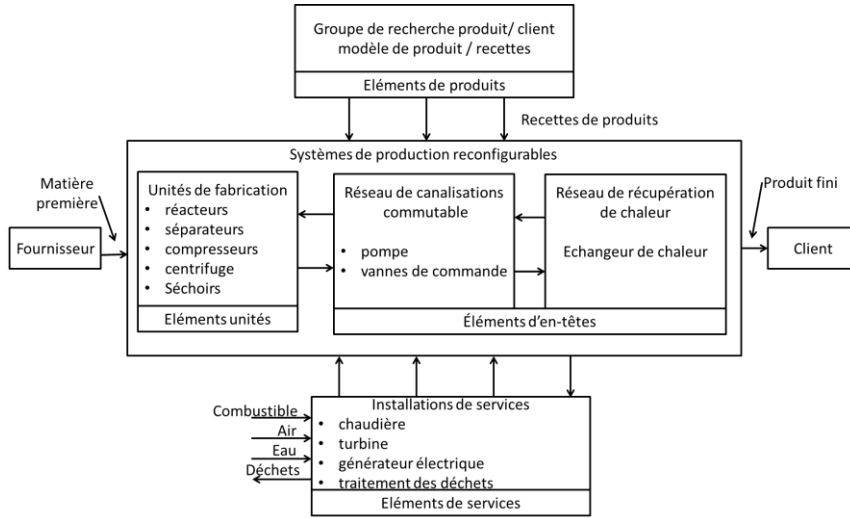 Groupe de recherche produit/ client
modèle de produit / recettes
Eléments de produits
Recettes de produits
Systèmes de production reconfigurables
Matière
première
Fournisseur
Unités de fabrication
• réacteurs
• séparateurs
• compresseurs
• centrifuge
• Séchoirs
Eléments unités
Réseau de canalisations
commutable
• pompe
• vannes de commande
Réseau de récupération
de chaleur
Echangeur de chaleur
Éléments d'en-têtes
Produit fini
Client
Combustible
Air
Eau
Déchets
Installations de services
• chaudière
• turbine
• générateur électrique
• traitement des déchets
Eléments de services